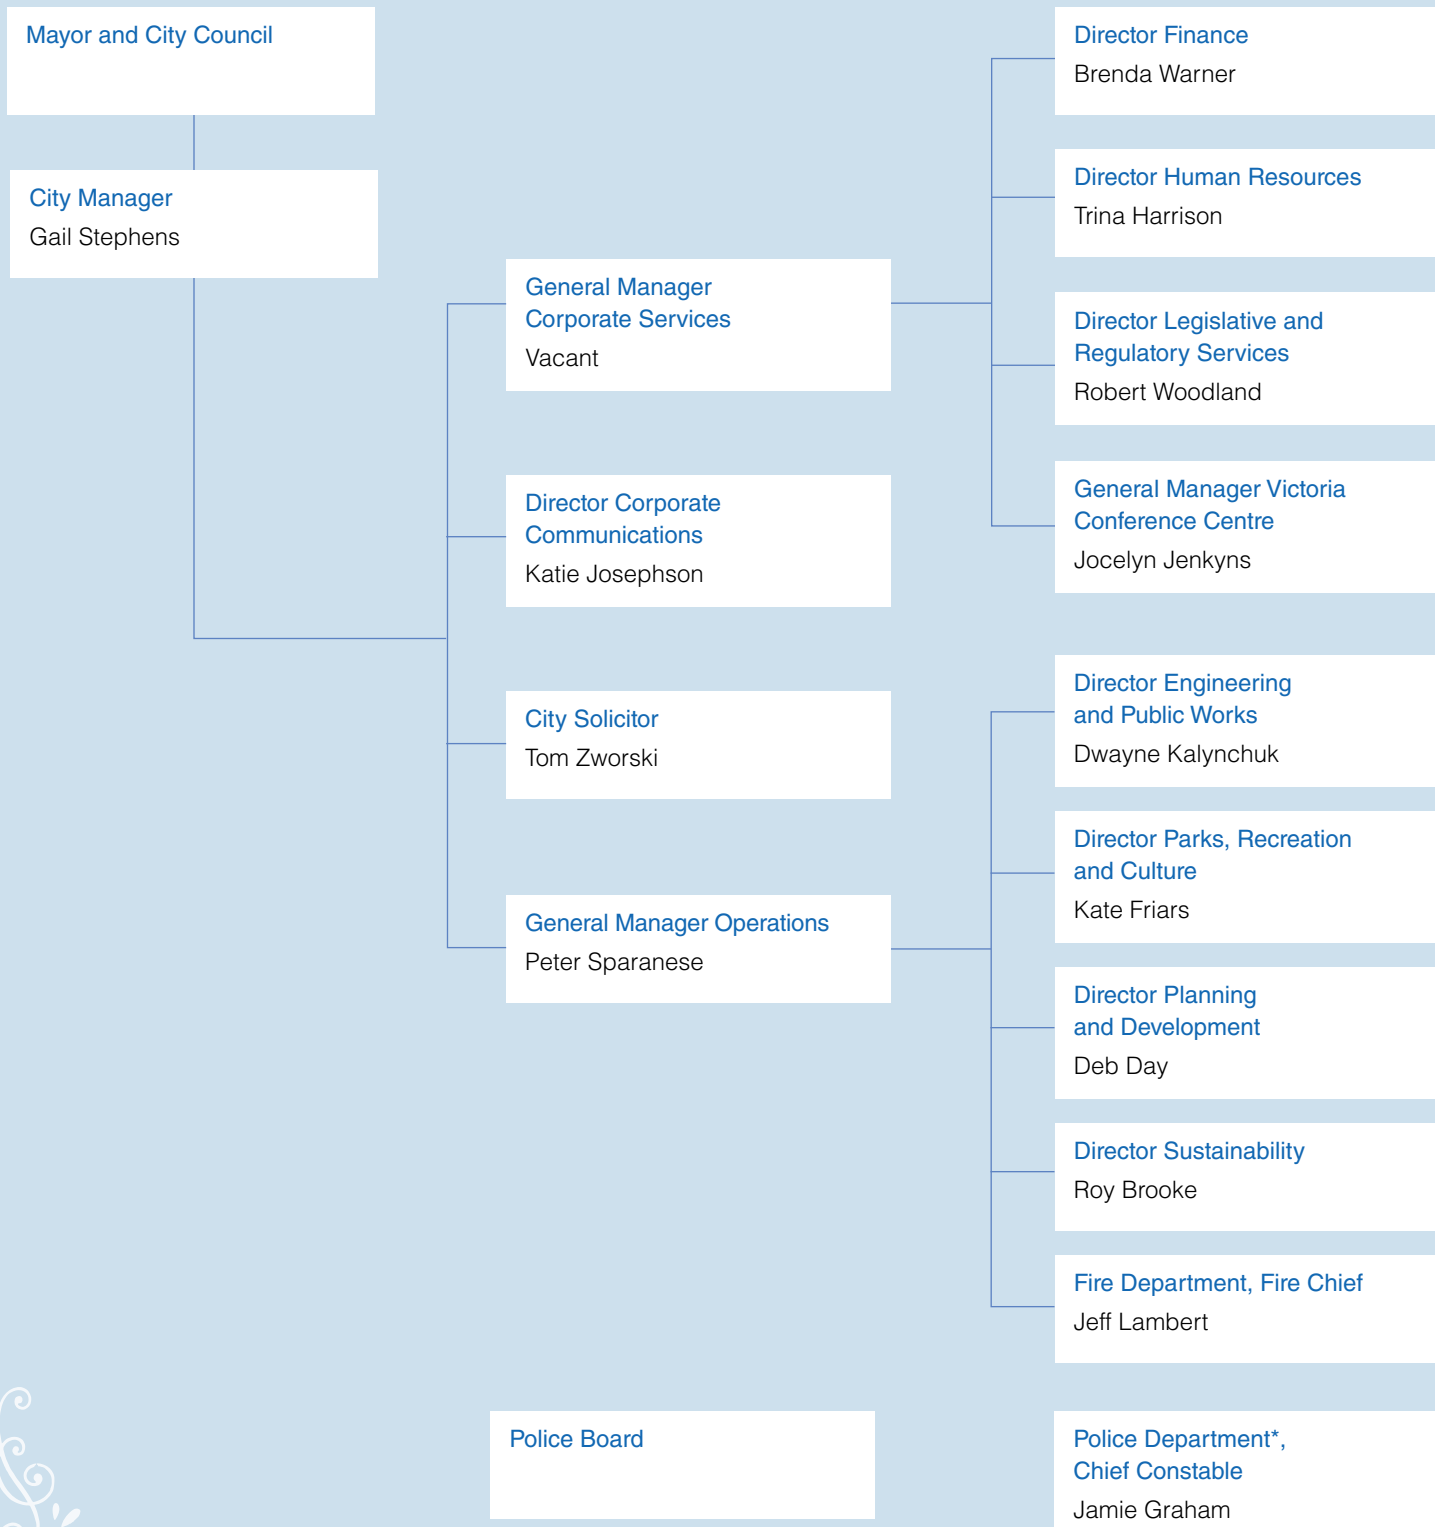 Mayor and City Council
City Manager
Gail Stephens
General Manager
Corporate Services
Vacant
Director Corporate
Communications
Katie Josephson
City Solicitor
Tom Zworski
General Manager Operations
Peter Sparanese
Police Board
Director Finance
Brenda Warner
Director Human Resources
Trina Harrison
Director Legislative and
Regulatory Services
Robert Woodland
General Manager Victoria
Conference Centre
Jocelyn Jenkyns
Director Engineering
and Public Works
Dwayne Kalynchuk
Director Parks, Recreation
and Culture
Kate Friars
Director Planning
and Development
Deb Day
Director Sustainability
Roy Brooke
Fire Department, Fire Chief
Jeff Lambert
Police Department*,
Chief Constable
Jamie Graham